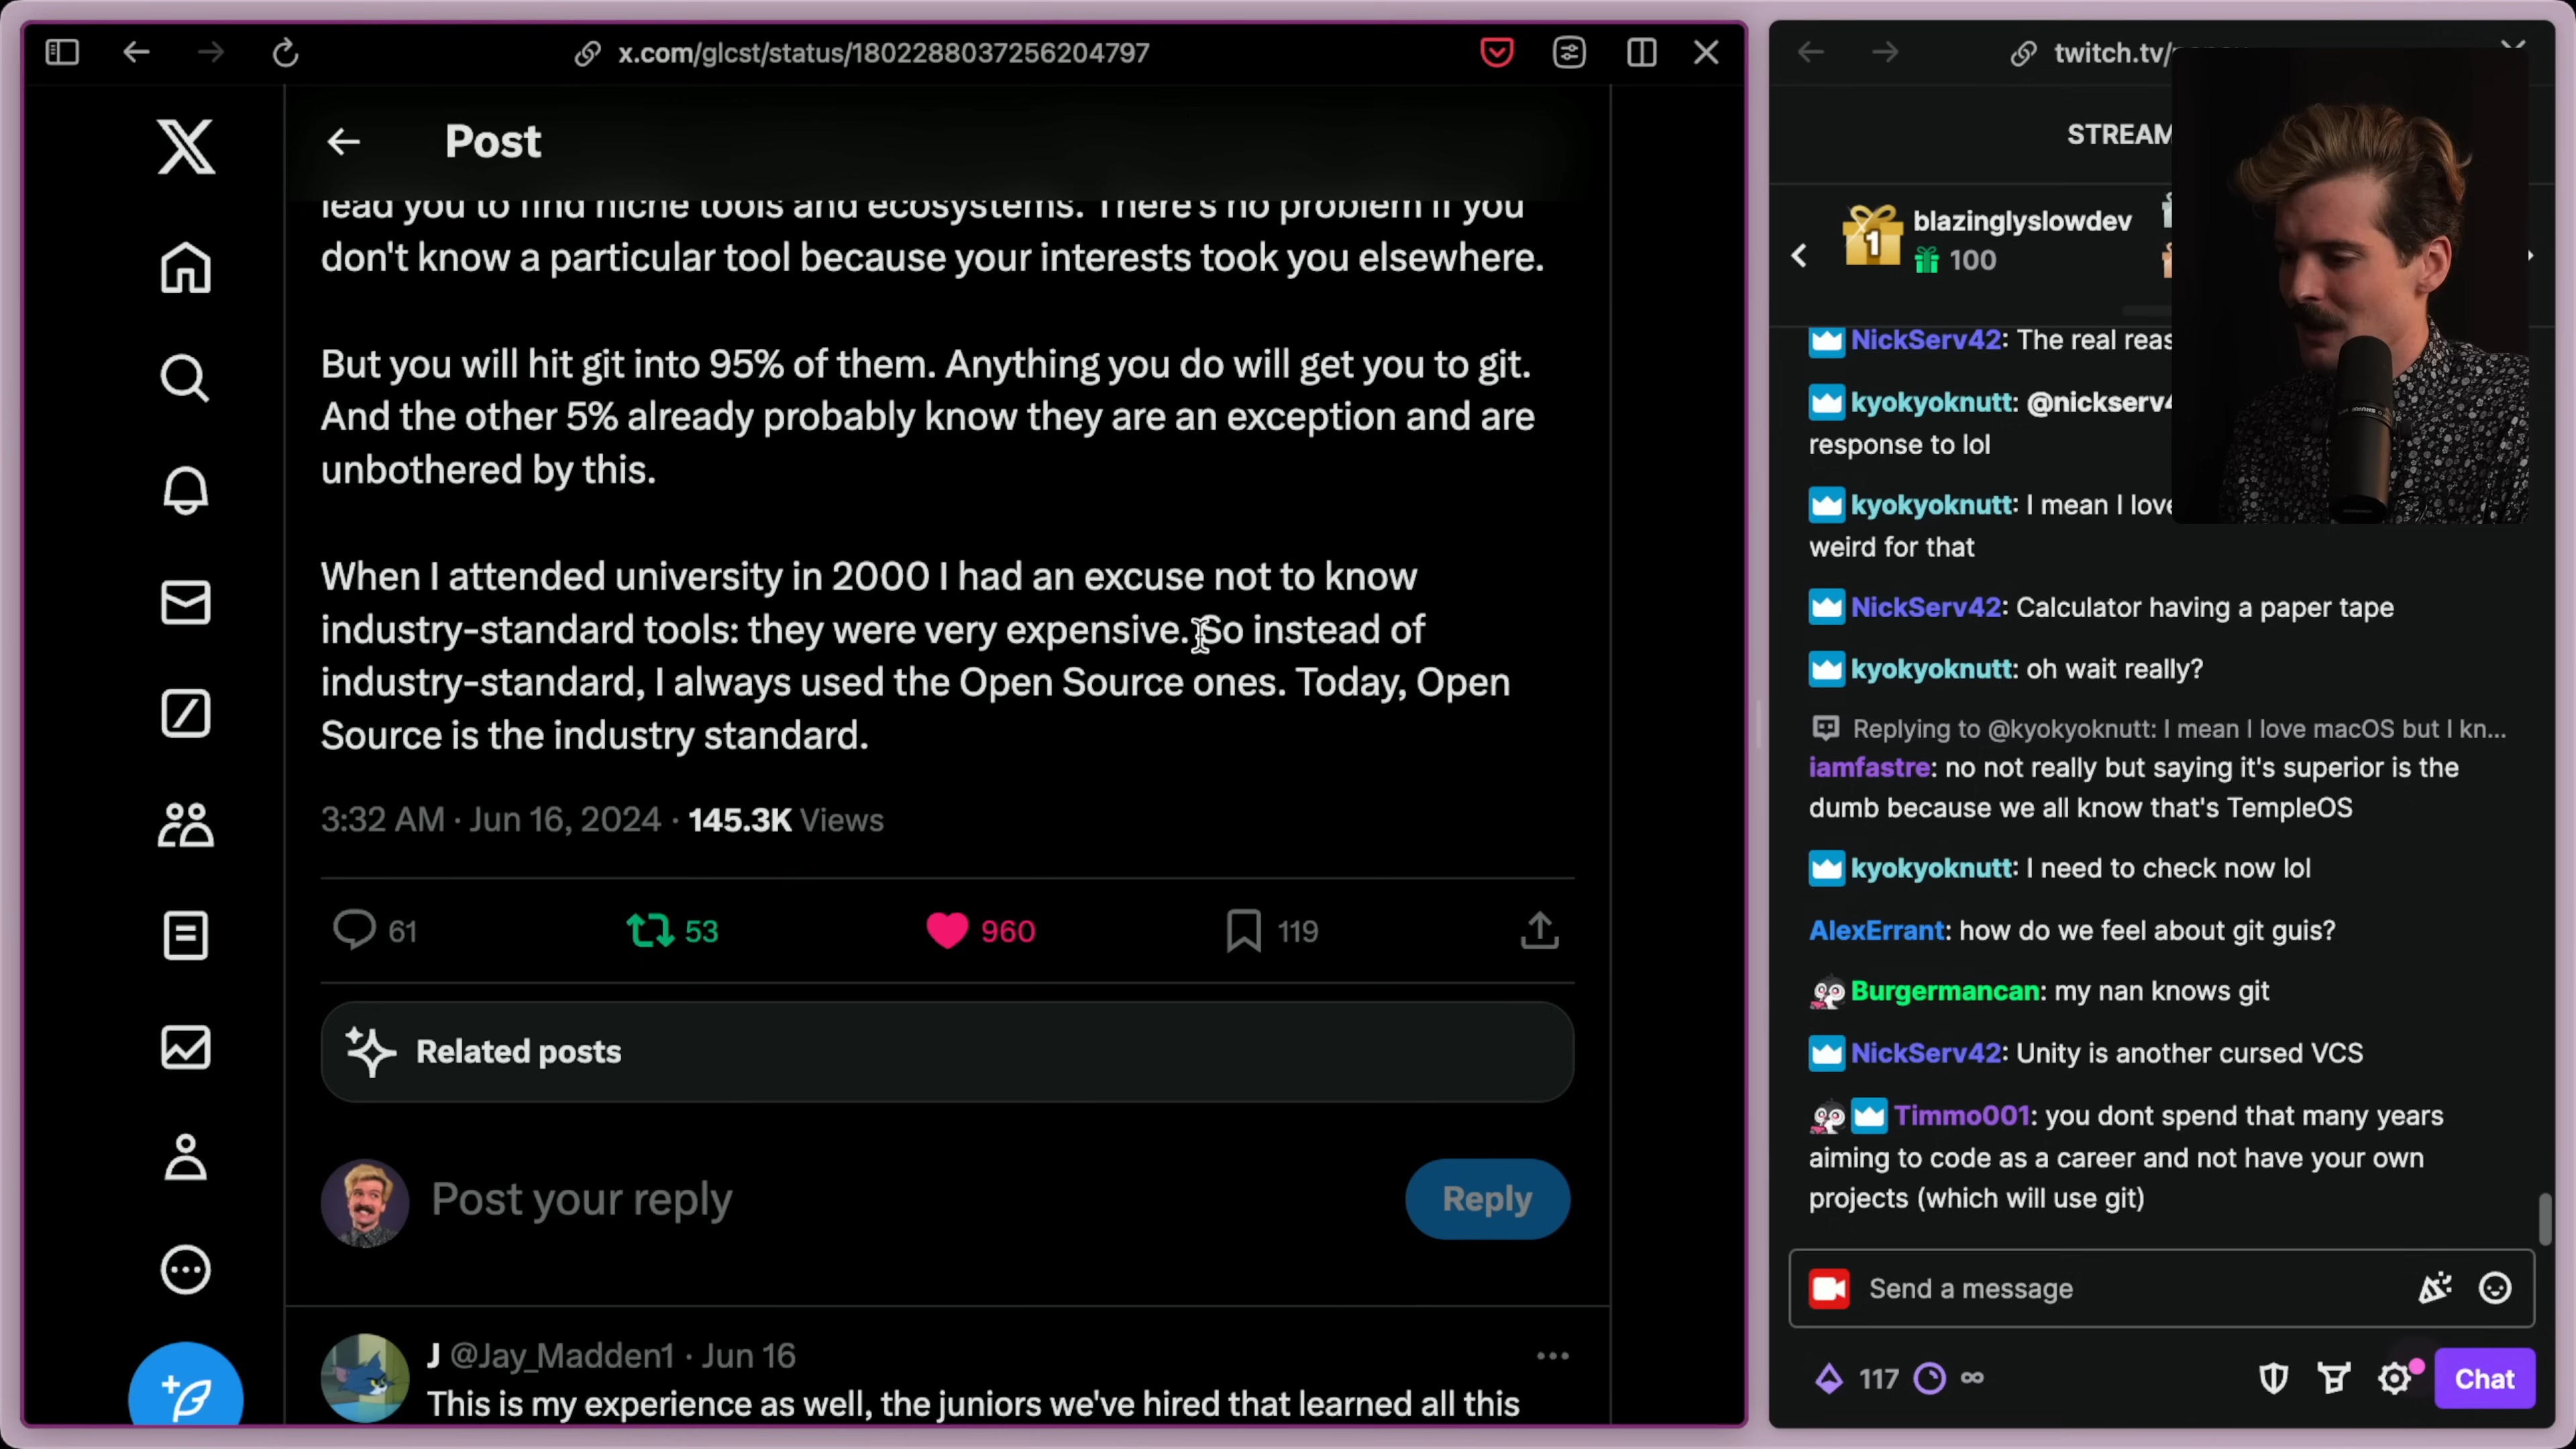 x.com/glcst/status/1802288037256204797
Post
lead you to find niche tools and ecosystems. There's no problem if you
don't know a particular tool because your interests took you elsewhere.
But you will hit git into 95% of them. Anything you do will get you to git.
And the other 5% already probably know they are an exception and are
unbothered by this.
When I attended university in 2000 I had an excuse not to know
industry-standard tools: they were very expensive. So instead of
industry-standard, I always used the Open Source ones. Today, Open
Source is the industry standard.
3:32 AM · Jun 16, 2024 · 145.3K Views
61
53
960
119
Related posts
Post your reply
Reply
J @Jay_Madden1 · Jun 16
This is my experience as well, the juniors we've hired that learned all this
twitch.tv/
STREAM
1
blazinglyslowdev
100
NickServ42: The real
kyokyoknutt:
response to lol
kyokyoknutt: I mean I love
weird for that
NickServ42: Calculator having a paper tape
kyokyoknutt: oh wait really?
Replying to @kyokyoknutt: I mean I love macOS but I kn...
iamfastre: no not really but saying it's superior is the
dumb because we all know that's TempleOS
kyokyoknutt: I need to check now lol
AlexErrant: how do we feel about git guis?
Burgermancan: my nan knows git
NickServ42: Unity is another cursed VCS
Timmo001: you dont spend that many years
aiming to code as a career and not have your own
projects (which will use git)
Send a message
117
∞
Chat